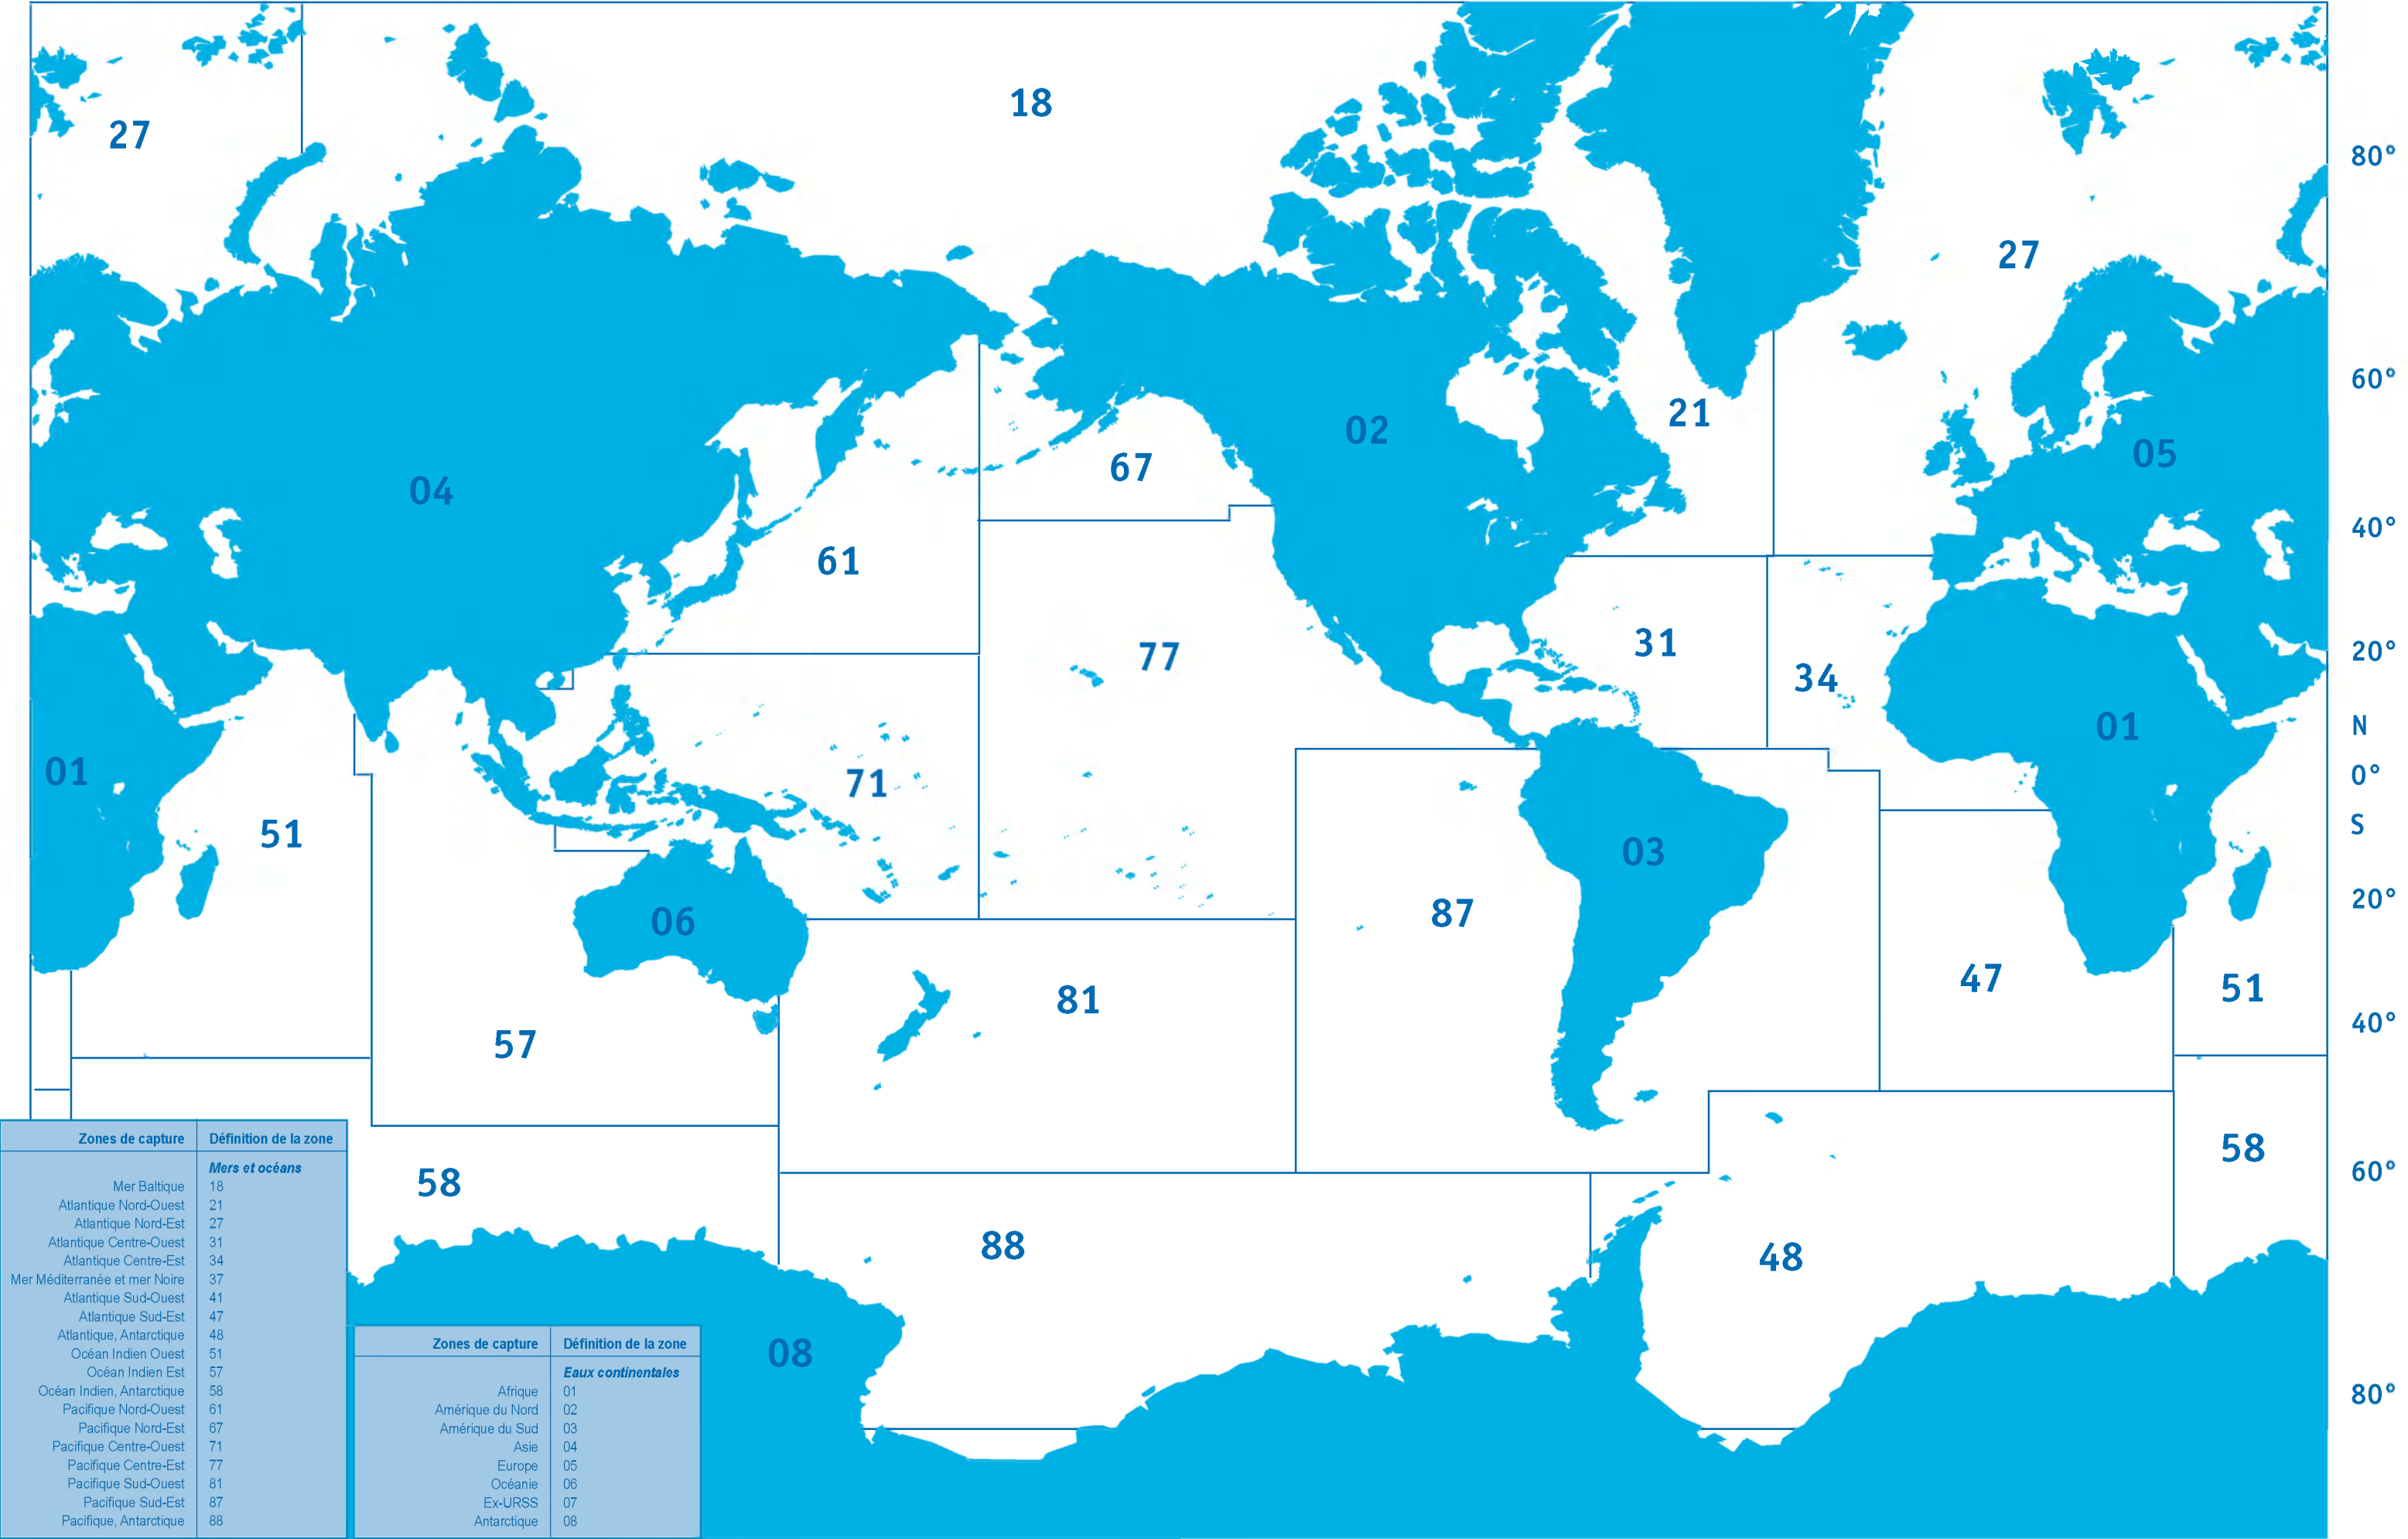 18
27
80°
27
60°
21
02
05
67
04
40°
61
31
20°
77
34
N
01
71
01
0°
S
51
03
20°
06
87
47
51
81
40°
57
58
60°
58
88
48
08
80°
Zones de capture Définition de la zone
Mers et océans
Mer Baltique 18
Atlantique Nord-Ouest 21
Atlantique Nord-Est 27
Atlantique Centre-Ouest 31
Atlantique Centre-Est 34
Mer Méditerranée et mer Noire 37
Atlantique Sud-Ouest 41
Atlantique Sud-Est 47
Atlantique, Antarctique 48
Océan Indien Ouest 51
Océan Indien Est 57
Océan Indien, Antarctique 58
Pacifique Nord-Ouest 61
Pacifique Nord-Est 67
Pacifique Centre-Ouest 71
Pacifique Centre-Est 77
Pacifique Sud-Ouest 81
Pacifique Sud-Est 87
Pacifique, Antarctique 88
Zones de capture Définition de la zone
Eaux continentales
Afrique 01
Amérique du Nord 02
Amérique du Sud 03
Asie 04
Europe 05
Océanie 06
Ex-URSS 07
Antarctique 08